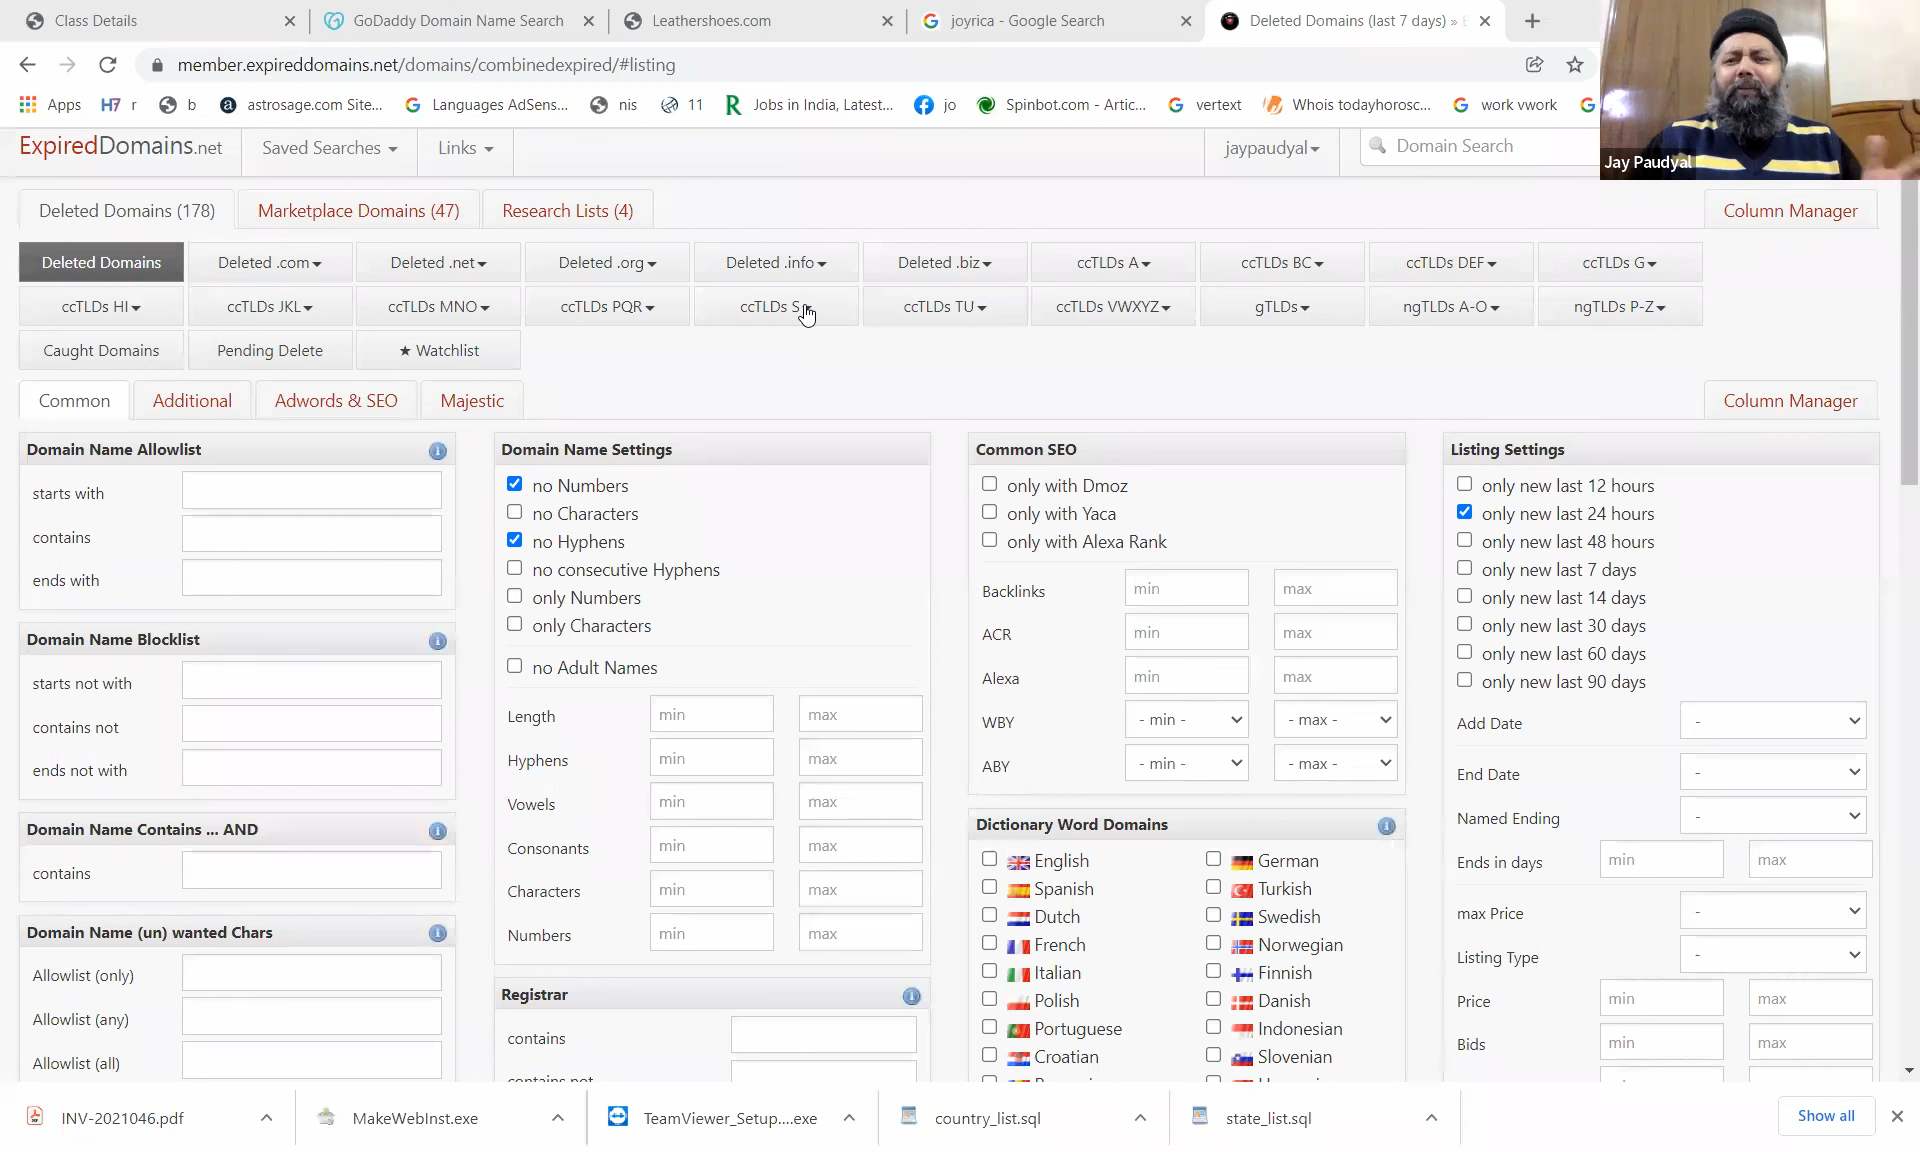 Class Details
GoDaddy Domain Name Search
Leathershoes.com
joyrica - Google Search
Deleted Domains (last 7 days) »
member.expireddomains.net/domains/combinedexpired/#listing
Apps
H7 r
b
astrosage.com Site...
Languages AdSens...
nis
11
Jobs in India, Latest...
jo
Spinbot.com - Artic...
vertext
Whois todayhorosc...
work vwork
ExpiredDomains.net
Saved Searches
Links
jaypaudyal
Domain Search
Jay Paudyal
Deleted Domains (178)
Marketplace Domains (47)
Research Lists (4)
Column Manager
Deleted Domains
Deleted .com
Deleted .net
Deleted .org
Deleted .info
Deleted .biz
ccTLDs A
ccTLDs BC
ccTLDs DEF
ccTLDs G
ccTLDs HI
ccTLDs JKL
ccTLDs MNO
ccTLDs PQR
ccTLDs S
ccTLDs TU
ccTLDs VWXYZ
gTLDs
ngTLDs A-O
ngTLDs P-Z
Caught Domains
Pending Delete
★ Watchlist
Common
Additional
Adwords & SEO
Majestic
Column Manager
Domain Name Allowlist
starts with
contains
ends with
Domain Name Blocklist
starts not with
contains not
ends not with
Domain Name Contains ... AND
contains
Domain Name (un) wanted Chars
Allowlist (only)
Allowlist (any)
Allowlist (all)
Domain Name Settings
no Numbers
no Characters
no Hyphens
no consecutive Hyphens
only Numbers
only Characters
no Adult Names
Length min max
Hyphens min max
Vowels min max
Consonants min max
Characters min max
Numbers min max
Registrar
contains
contains not
Common SEO
only with Dmoz
only with Yaca
only with Alexa Rank
Backlinks min max
ACR min max
Alexa min max
WBY - min - - max -
ABY - min - - max -
Dictionary Word Domains
English German
Spanish Turkish
Dutch Swedish
French Norwegian
Italian Finnish
Polish Danish
Portuguese Indonesian
Croatian Slovenian
Listing Settings
only new last 12 hours
only new last 24 hours
only new last 48 hours
only new last 7 days
only new last 14 days
only new last 30 days
only new last 60 days
only new last 90 days
Add Date -
End Date -
Named Ending -
Ends in days min max
max Price -
Listing Type -
Price min max
Bids min max
INV-2021046.pdf
MakeWebInst.exe
TeamViewer_Setup....exe
country_list.sql
state_list.sql
Show all